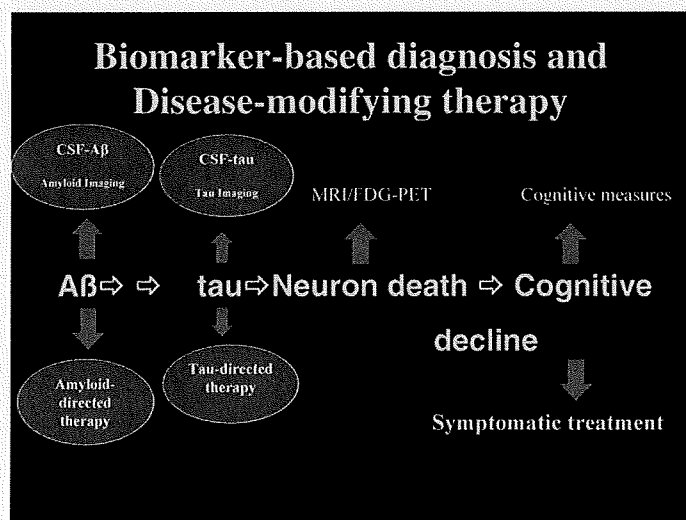 Biomarker-based diagnosis and
Disease-modifying therapy
CSF-Aβ
Amyloid Imaging
CSF-tau
Tau Imaging
MRI/FDG-PET
Cognitive measures
Aβ⇨ ⇨ tau⇨Neuron death ⇨ Cognitive
decline
Amyloid-
directed
therapy
Tau-directed
therapy
Symptomatic treatment